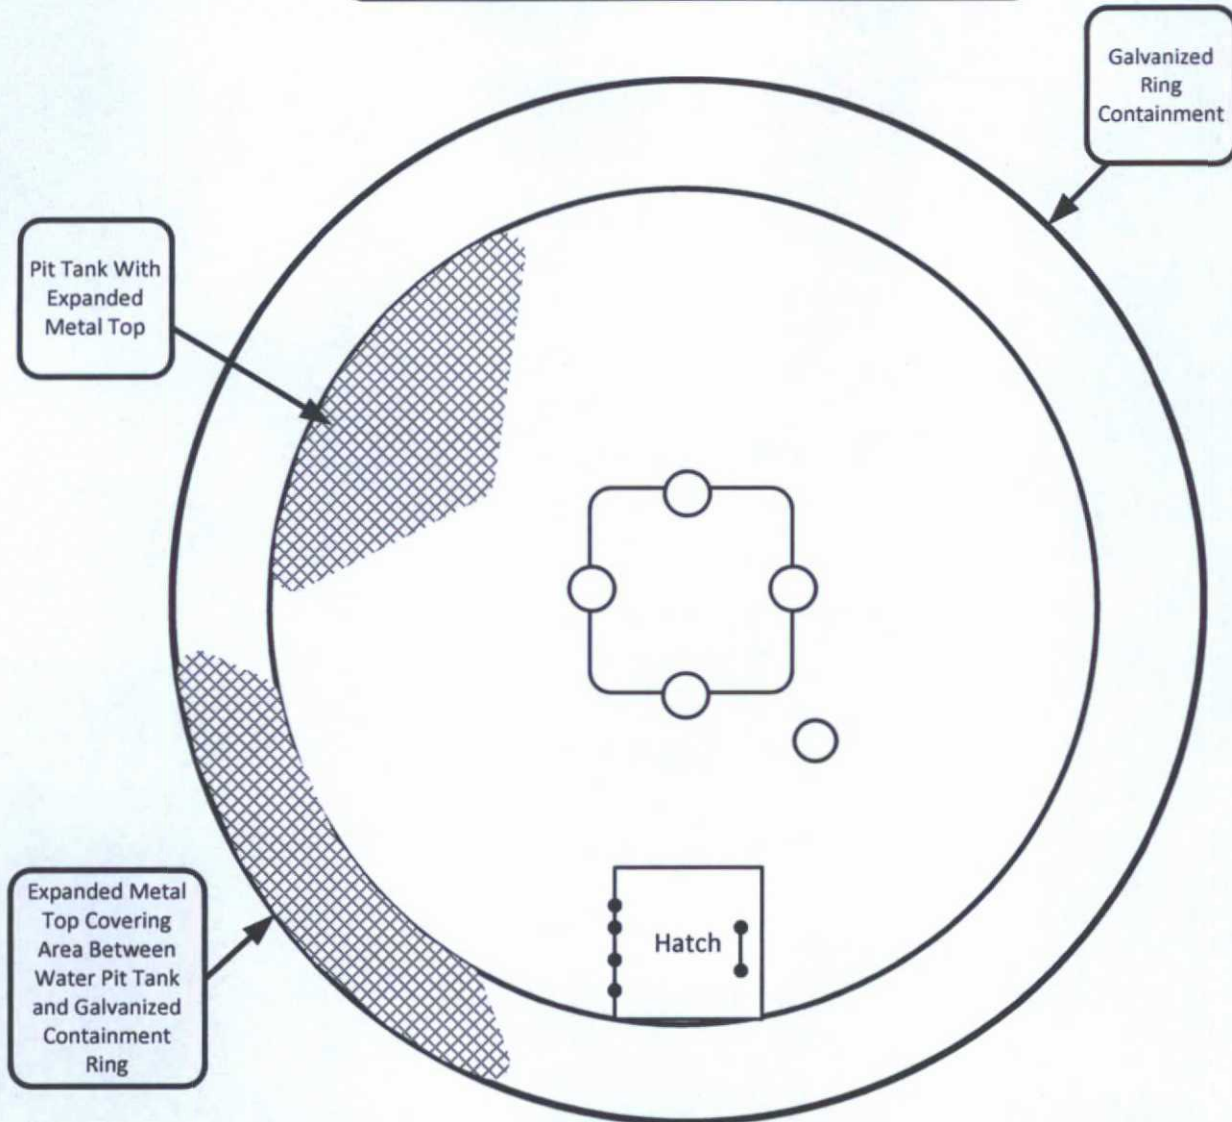 Galvanized
Ring
Containment
Pit Tank With
Expanded
Metal Top
Expanded Metal
Top Covering
Area Between
Water Pit Tank
and Galvanized
Containment
Ring
Hatch